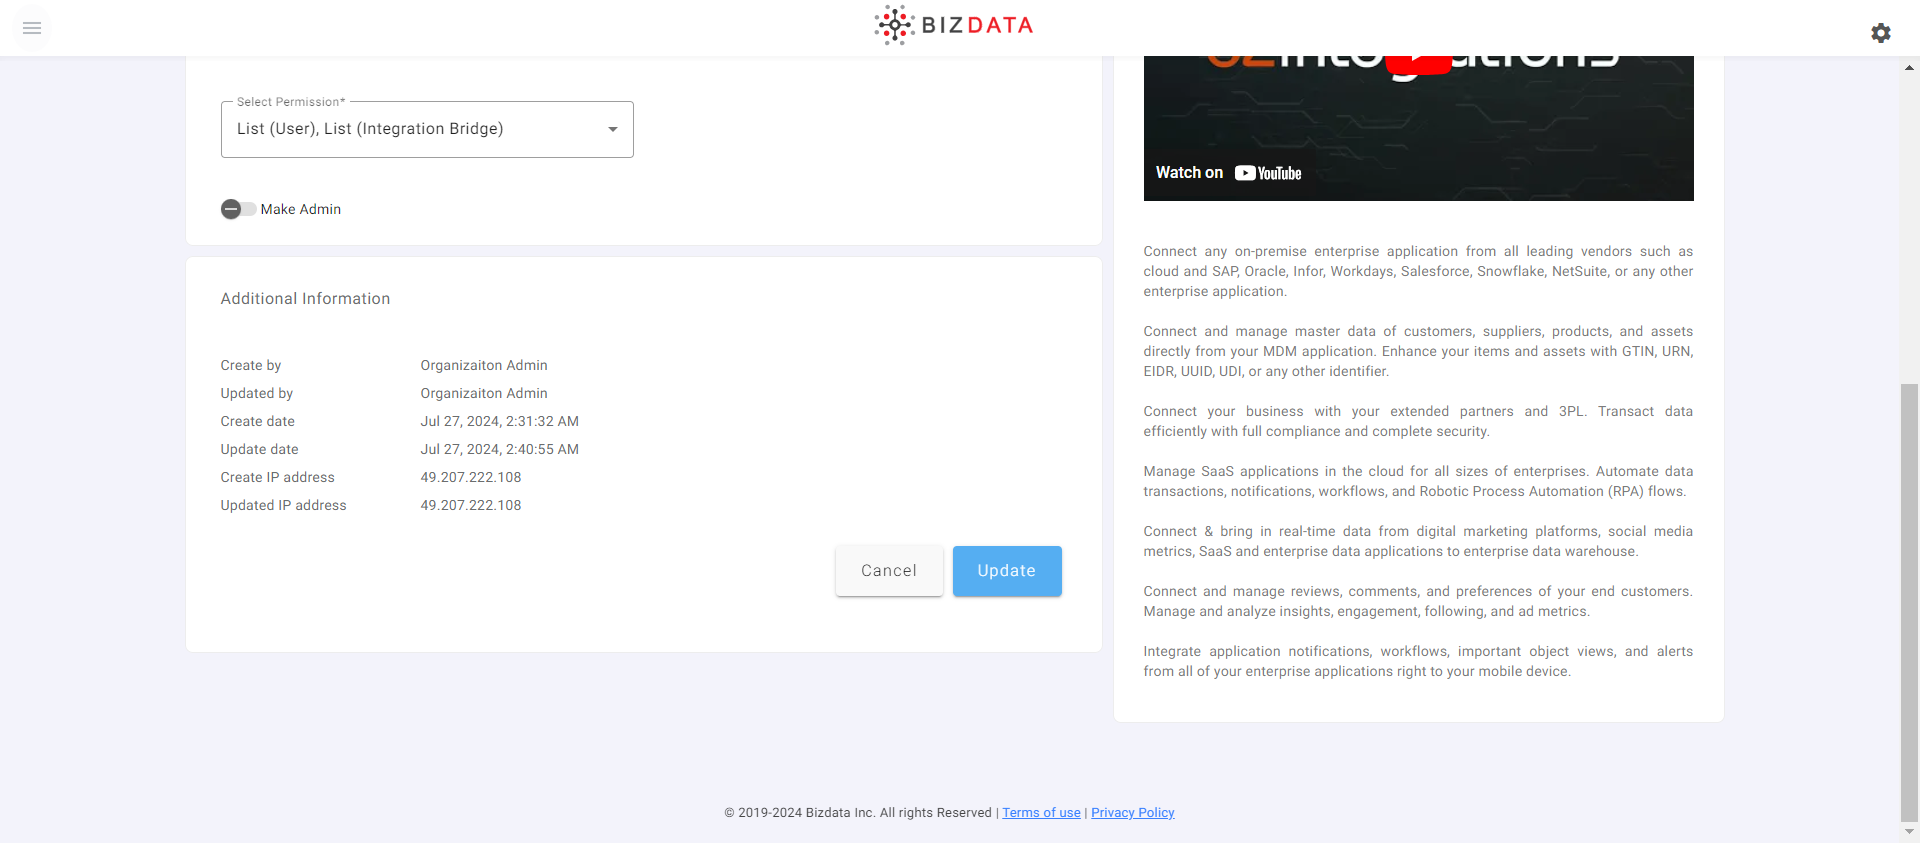 BIZDATA
Select Permission*
List (User), List (Integration Bridge)
Make Admin
Additional Information
Create by Organizaiton Admin
Updated by Organizaiton Admin
Create date Jul 27, 2024, 2:31:32 AM
Update date Jul 27, 2024, 2:40:55 AM
Create IP address 49.207.222.108
Updated IP address 49.207.222.108
Cancel Update
Watch on YouTube
Connect any on-premise enterprise application from all leading vendors such as
cloud and SAP, Oracle, Infor, Workdays, Salesforce, Snowflake, NetSuite, or any other
enterprise application.
Connect and manage master data of customers, suppliers, products, and assets
directly from your MDM application. Enhance your items and assets with GTIN, URN,
EIDR, UUID, UDI, or any other identifier.
Connect your business with your extended partners and 3PL. Transact data
efficiently with full compliance and complete security.
Manage SaaS applications in the cloud for all sizes of enterprises. Automate data
transactions, notifications, workflows, and Robotic Process Automation (RPA) flows.
Connect & bring in real-time data from digital marketing platforms, social media
metrics, SaaS and enterprise data applications to enterprise data warehouse.
Connect and manage reviews, comments, and preferences of your end customers.
Manage and analyze insights, engagement, following, and ad metrics.
Integrate application notifications, workflows, important object views, and alerts
from all of your enterprise applications right to your mobile device.
© 2019-2024 Bizdata Inc. All rights Reserved | Terms of use | Privacy Policy